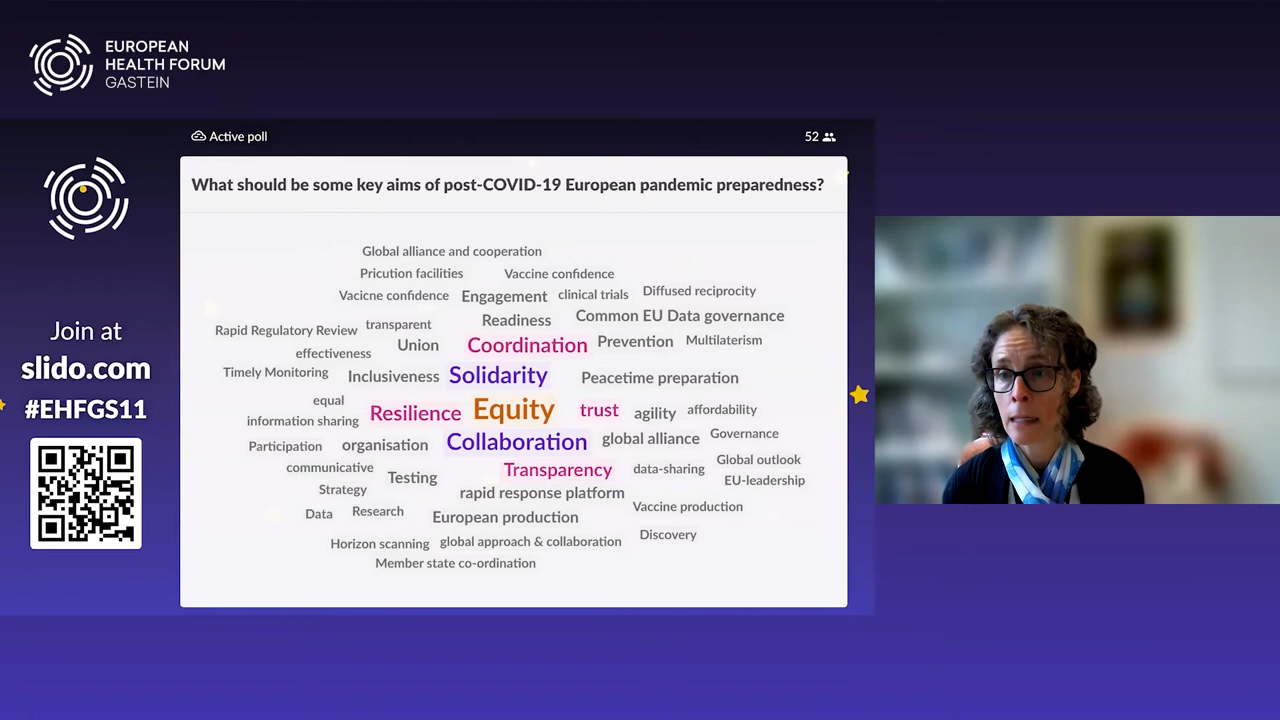 EUROPEAN
HEALTH FORUM
GASTEIN
Active poll
52
What should be some key aims of post-COVID-19 European pandemic preparedness?
Join at
slido.com
#EHFGS11
Global alliance and cooperation
Pricution facilities
Vaccine confidence
Vacicne confidence
Engagement
clinical trials
Diffused reciprocity
Rapid Regulatory Review
transparent
Readiness
Common EU Data governance
effectiveness
Union
Coordination
Prevention
Multilaterism
Timely Monitoring
Inclusiveness
Solidarity
Peacetime preparation
equal
information sharing
Resilience
Equity
trust
agility
affordability
Participation
organisation
Collaboration
global alliance
Governance
communicative
Testing
Transparency
data-sharing
Global outlook
EU-leadership
Strategy
rapid response platform
Data
Research
European production
Vaccine production
Horizon scanning
global approach & collaboration
Discovery
Member state co-ordination